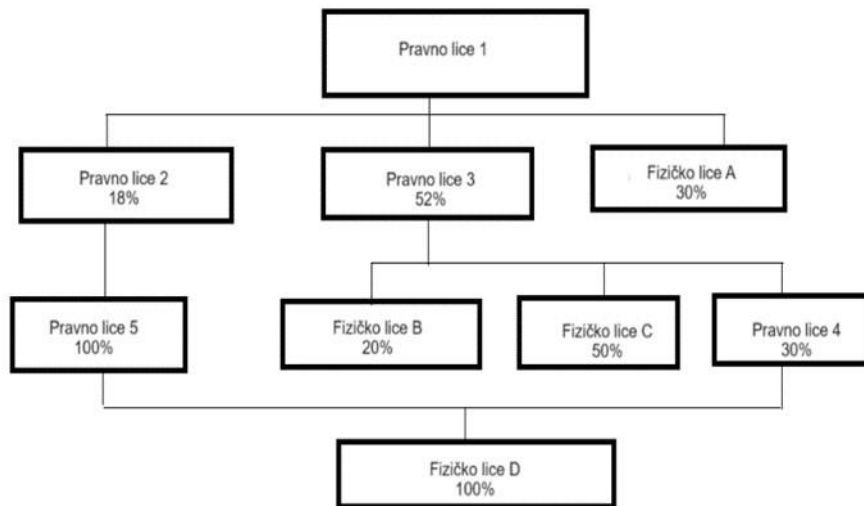 Pravno lice 1
Pravno lice 2
18%
Pravno lice 3
52%
Fizičko lice A
30%
Pravno lice 5
100%
Fizičko lice B
20%
Fizičko lice C
50%
Pravno lice 4
30%
Fizičko lice D
100%